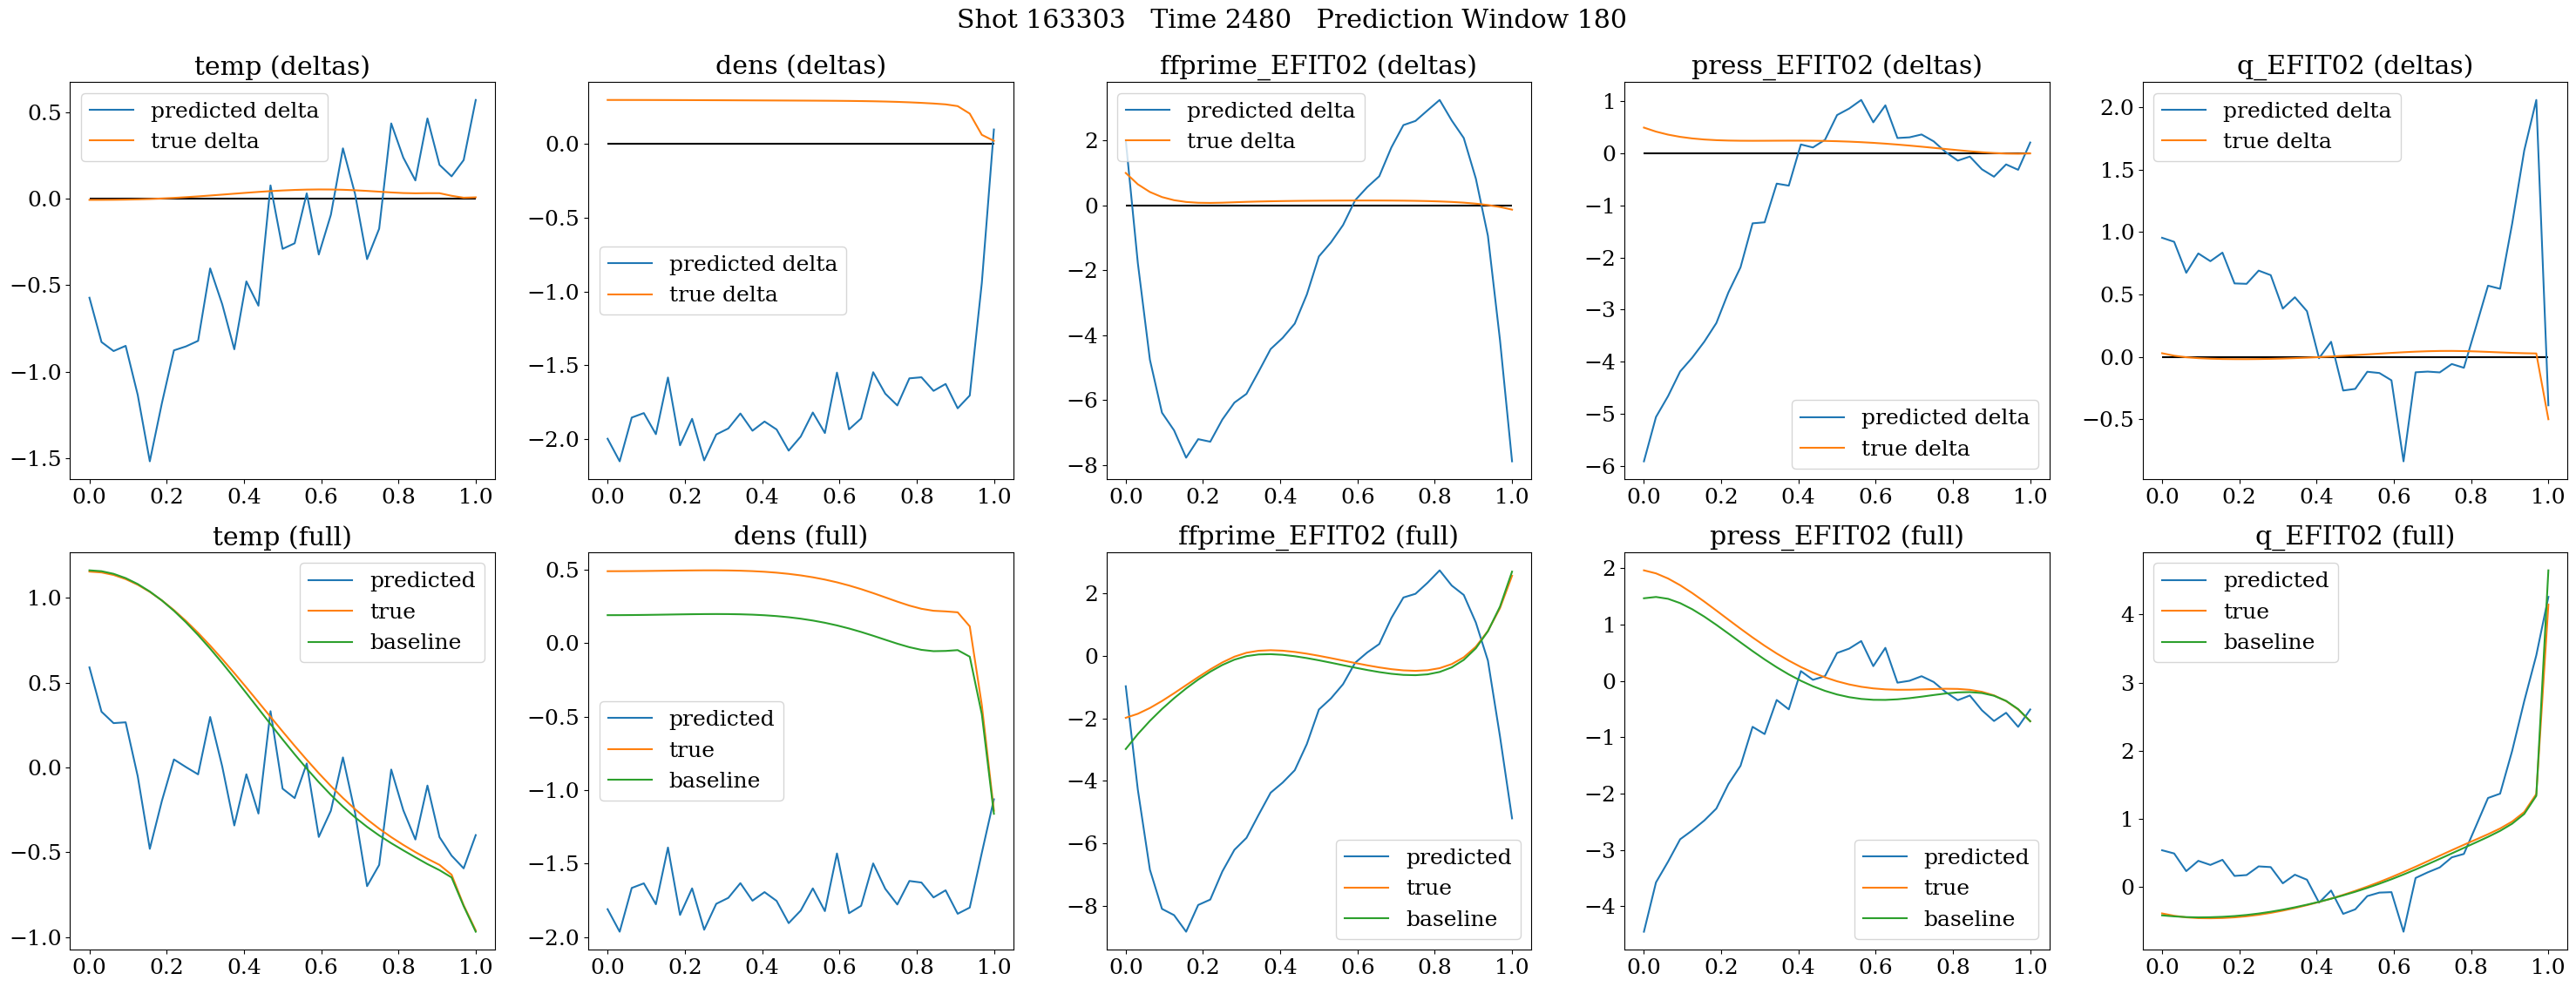 Shot 163303   Time 2480   Prediction Window 180
temp (deltas)
predicted delta
true delta
0.5
0.0
−0.5
−1.0
−1.5
0.0 0.2 0.4 0.6 0.8 1.0
dens (deltas)
0.0
−0.5
predicted delta
true delta
−1.0
−1.5
−2.0
0.0 0.2 0.4 0.6 0.8 1.0
ffprime_EFIT02 (deltas)
predicted delta
true delta
2
0
−2
−4
−6
−8
0.0 0.2 0.4 0.6 0.8 1.0
press_EFIT02 (deltas)
1
0
−1
−2
−3
−4
−5
−6
predicted delta
true delta
0.0 0.2 0.4 0.6 0.8 1.0
q_EFIT02 (deltas)
predicted delta
true delta
2.0
1.5
1.0
0.5
0.0
−0.5
0.0 0.2 0.4 0.6 0.8 1.0
temp (full)
predicted
true
baseline
1.0
0.5
0.0
−0.5
−1.0
0.0 0.2 0.4 0.6 0.8 1.0
dens (full)
0.5
0.0
−0.5
predicted
true
baseline
−1.0
−1.5
−2.0
0.0 0.2 0.4 0.6 0.8 1.0
ffprime_EFIT02 (full)
2
0
−2
−4
−6
−8
predicted
true
baseline
0.0 0.2 0.4 0.6 0.8 1.0
press_EFIT02 (full)
2
1
0
−1
−2
−3
−4
predicted
true
baseline
0.0 0.2 0.4 0.6 0.8 1.0
q_EFIT02 (full)
predicted
true
baseline
4
3
2
1
0
0.0 0.2 0.4 0.6 0.8 1.0